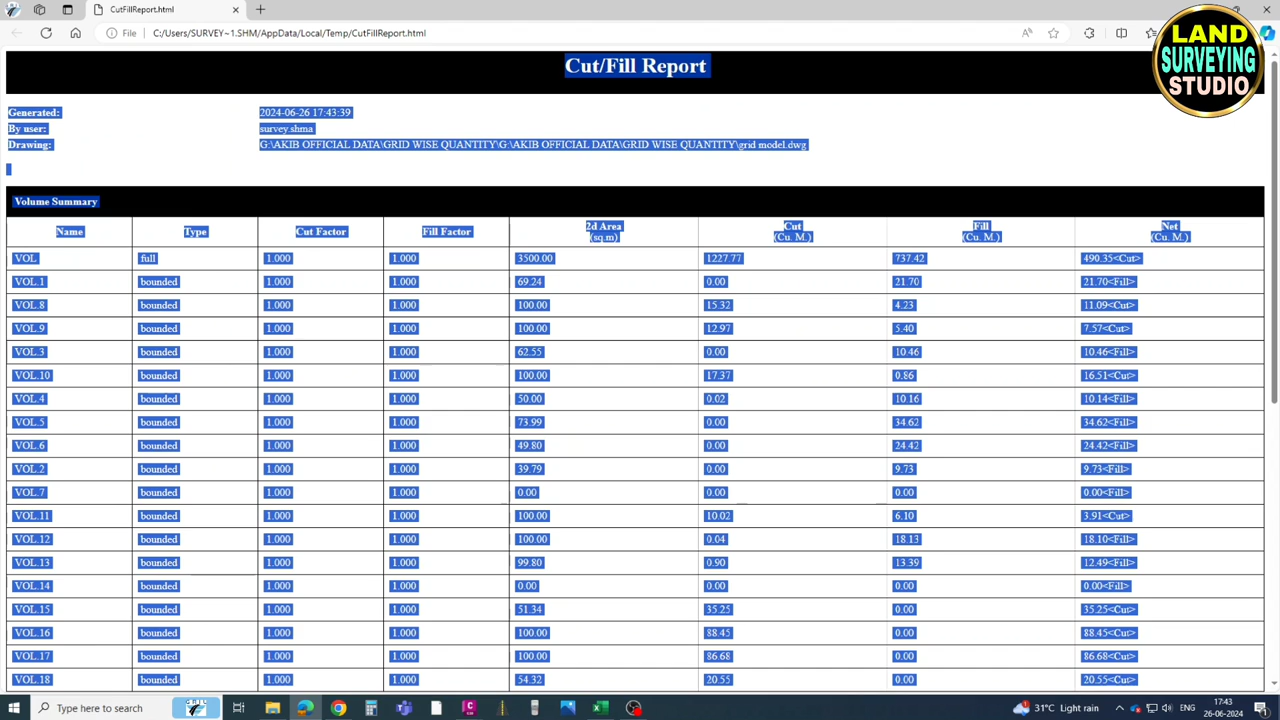 CutFillReport.html
File C:/Users/SURVEY~1.SHM/AppData/Local/Temp/CutFillReport.html
LAND
SURVEYING
STUDIO
Cut/Fill Report
Generated: 2024-06-26 17:43:39
By user: survey.shma
Drawing: G:\AKIB OFFICIAL DATA\GRID WISE QUANTITY\G:\AKIB OFFICIAL DATA\GRID WISE QUANTITY\grid model.dwg
Volume Summary
Name Type Cut Factor Fill Factor 2d Area (sq.m) Cut (Cu. M.) Fill (Cu. M.) Net (Cu. M.)
VOL full 1.000 1.000 3500.00 1227.77 737.42 490.35<Cut>
VOL.1 bounded 1.000 1.000 69.24 0.00 21.70 21.70<Fill>
VOL.8 bounded 1.000 1.000 100.00 15.32 4.23 11.09<Cut>
VOL.9 bounded 1.000 1.000 100.00 12.97 5.40 7.57<Cut>
VOL.3 bounded 1.000 1.000 62.55 0.00 10.46 10.46<Fill>
VOL.10 bounded 1.000 1.000 100.00 17.37 0.86 16.51<Cut>
VOL.4 bounded 1.000 1.000 50.00 0.02 10.16 10.14<Fill>
VOL.5 bounded 1.000 1.000 73.99 0.00 34.62 34.62<Fill>
VOL.6 bounded 1.000 1.000 49.80 0.00 24.42 24.42<Fill>
VOL.2 bounded 1.000 1.000 39.79 0.00 9.73 9.73<Fill>
VOL.7 bounded 1.000 1.000 0.00 0.00 0.00 0.00<Fill>
VOL.11 bounded 1.000 1.000 100.00 10.02 6.10 3.91<Cut>
VOL.12 bounded 1.000 1.000 100.00 0.04 18.13 18.10<Fill>
VOL.13 bounded 1.000 1.000 99.80 0.90 13.39 12.49<Fill>
VOL.14 bounded 1.000 1.000 0.00 0.00 0.00 0.00<Fill>
VOL.15 bounded 1.000 1.000 51.34 35.25 0.00 35.25<Cut>
VOL.16 bounded 1.000 1.000 100.00 88.45 0.00 88.45<Cut>
VOL.17 bounded 1.000 1.000 100.00 86.68 0.00 86.68<Cut>
VOL.18 bounded 1.000 1.000 54.32 20.55 0.00 20.55<Cut>
Type here to search 31°C Light rain ENG 17:43
26-06-2024